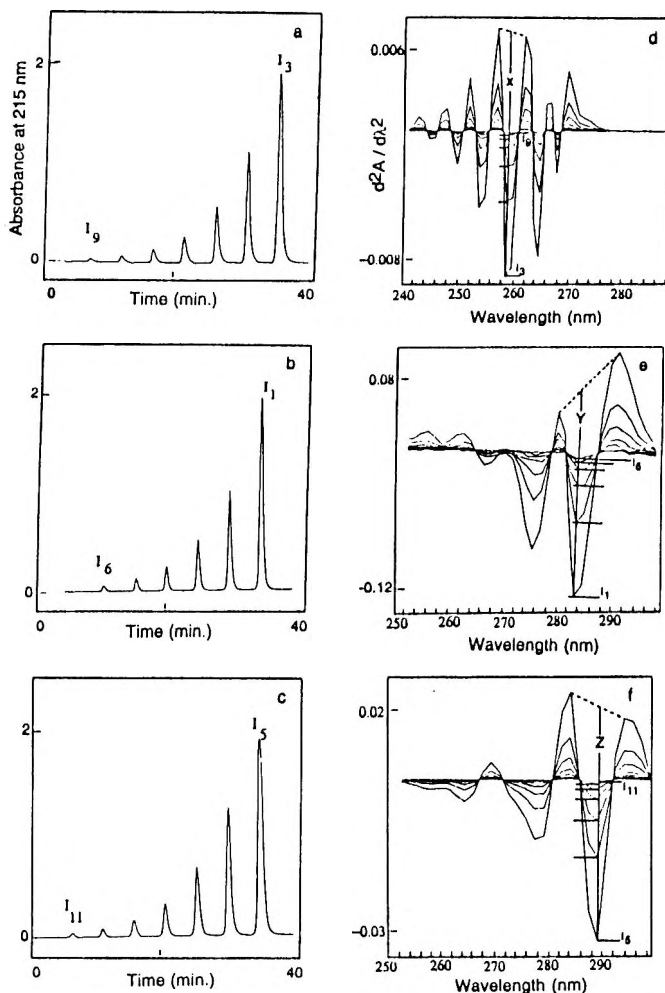 a
Absorbance at 215 nm
2
0
I9
I3
0
40
Time (min.)
d
d²A / dλ2
0.006
-0.008
X
I9
I3
240 250 260 270 280
Wavelength (nm)
b
2
0
I6
I1
0
40
Time (min.)
e
0.08
-0.12
Y
I6
I1
250 260 270 280 290
Wavelength (nm)
c
2
0
I11
I5
0
40
Time (min.)
f
0.02
-0.03
Z
I11
I5
250 260 270 280 290
Wavelength (nm)